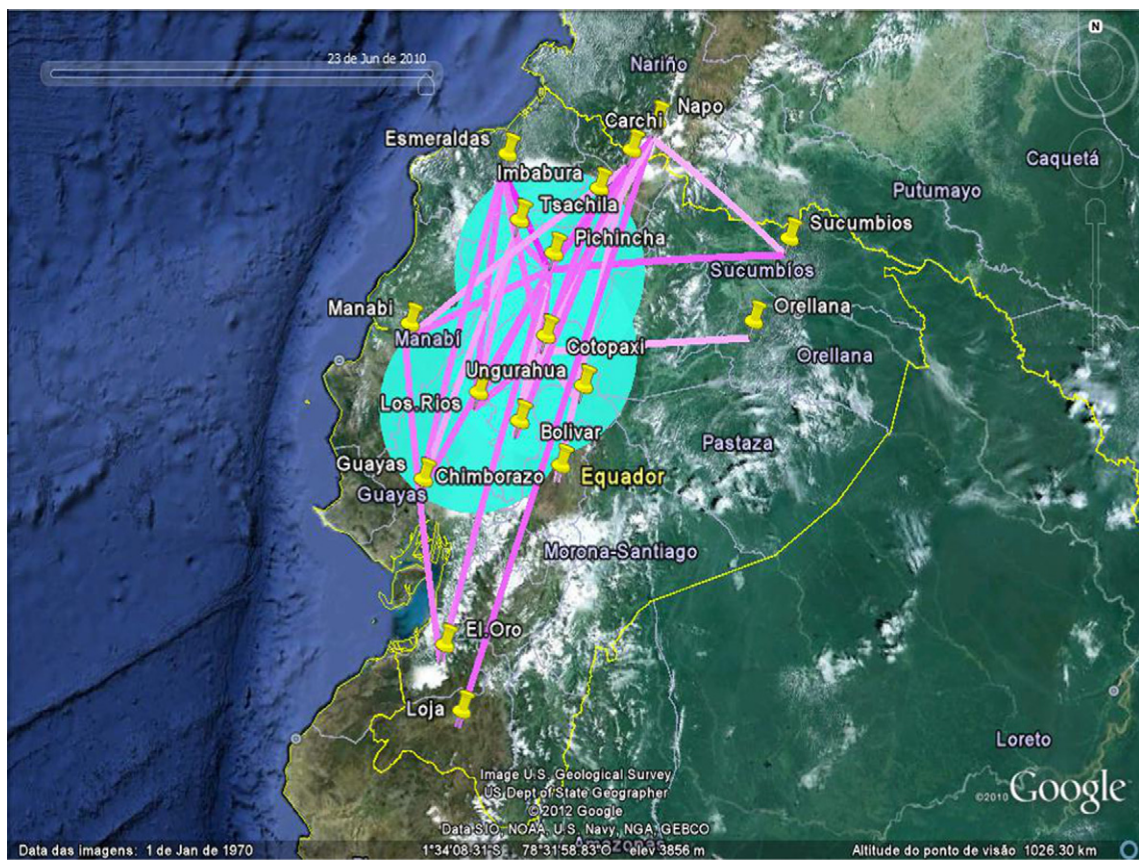 N
23 de Jun de 2010
Nariño
Napo
Carchi
Esmeraldas
Caquetá
Imbabura
Putumayo
Tsachila
Sucumbios
Pichincha
Sucumbíos
Manabi
Orellana
Manabí
Cotopaxi
Orellana
Ungurahua
Los.Rios
Bolivar
Pastaza
Guayas
Chimborazo
Equador
Guayas
Morona-Santiago
El.Oro
Loja
Loreto
Image U.S. Geological Survey
US Dept of State Geographer
© 2012 Google
©2010 Google
Data SIO, NOAA, U.S. Navy, NGA, GEBCO
Amazonas
Data das imagens: 1 de Jan de 1970
1°34'08.31"S 78°31'58.83"O elev 3856 m
Altitude do ponto de visão 1026.30 km